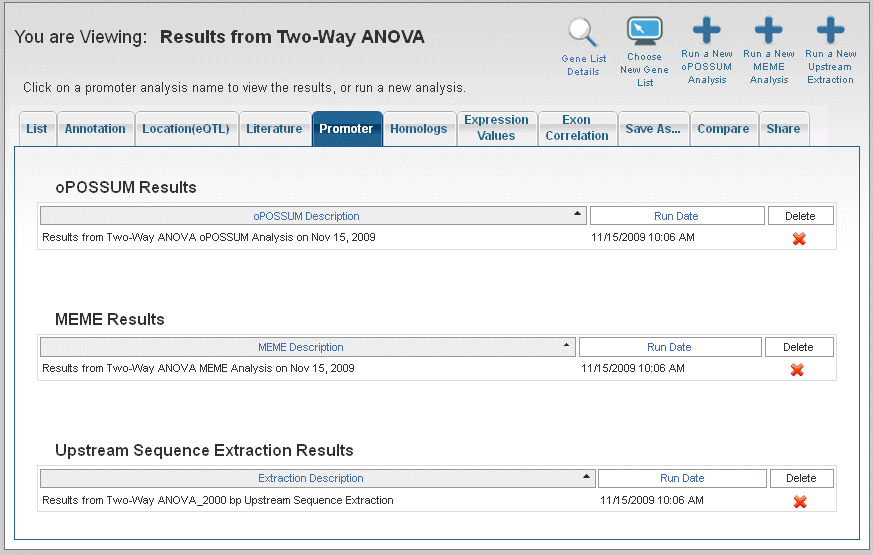 You are Viewing: Results from Two-Way ANOVA
Gene List
Details
Choose
New Gene
List
Run a New
oPOSSUM
Analysis
Run a New
MEME
Analysis
Run a New
Upstream
Extraction
Click on a promoter analysis name to view the results, or run a new analysis.
List
Annotation
Location(eQTL)
Literature
Promoter
Homologs
Expression
Values
Exon
Correlation
Save As...
Compare
Share
oPOSSUM Results
oPOSSUM Description Run Date Delete
Results from Two-Way ANOVA oPOSSUM Analysis on Nov 15, 2009 11/15/2009 10:06 AM
MEME Results
MEME Description Run Date Delete
Results from Two-Way ANOVA MEME Analysis on Nov 15, 2009 11/15/2009 10:06 AM
Upstream Sequence Extraction Results
Extraction Description Run Date Delete
Results from Two-Way ANOVA_2000 bp Upstream Sequence Extraction 11/15/2009 10:06 AM